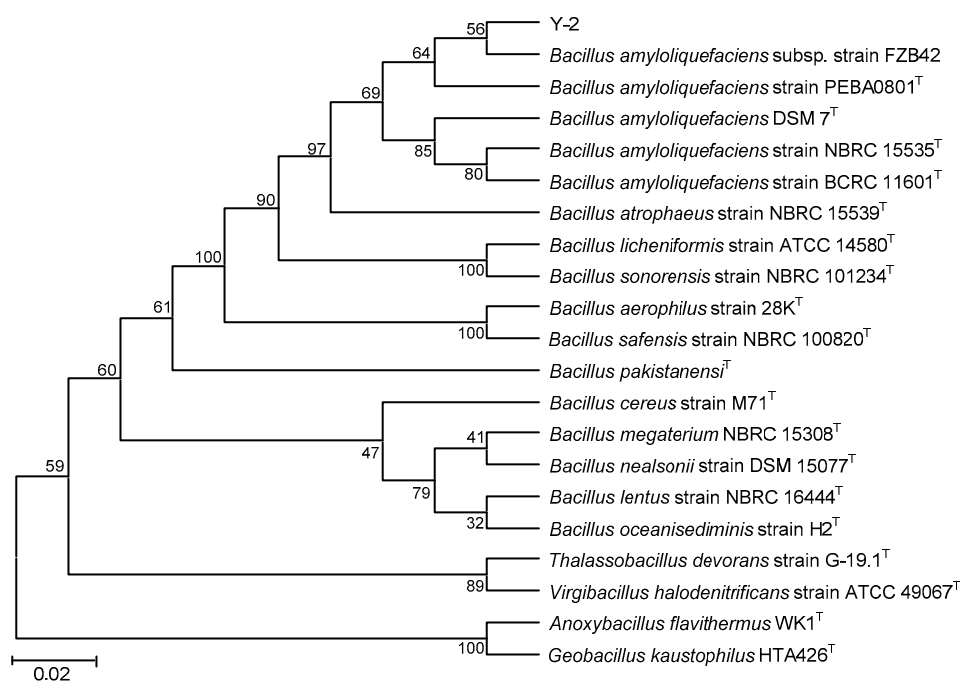 56 Y-2
Bacillus amyloliquefaciens subsp. strain FZB42
64
Bacillus amyloliquefaciens strain PEBA0801T
69
Bacillus amyloliquefaciens DSM 7T
97
85
Bacillus amyloliquefaciens strain NBRC 15535T
80
Bacillus amyloliquefaciens strain BCRC 11601T
90
Bacillus atrophaeus strain NBRC 15539T
Bacillus licheniformis strain ATCC 14580T
100
100
Bacillus sonorensis strain NBRC 101234T
61
Bacillus aerophilus strain 28KT
100
Bacillus safensis strain NBRC 100820T
60
Bacillus pakistanensiT
Bacillus cereus strain M71T
41
Bacillus megaterium NBRC 15308T
47
Bacillus nealsonii strain DSM 15077T
59
79
Bacillus lentus strain NBRC 16444T
32
Bacillus oceanisediminis strain H2T
Thalassobacillus devorans strain G-19.1T
89
Virgibacillus halodenitrificans strain ATCC 49067T
Anoxybacillus flavithermus WK1T
100
Geobacillus kaustophilus HTA426T
0.02